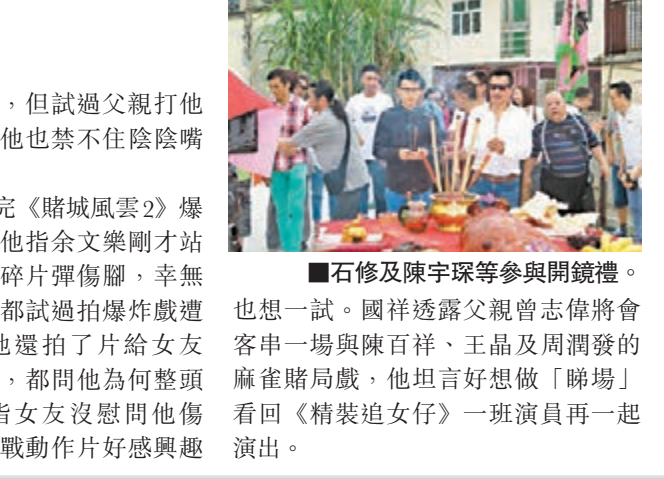 ，但試過父親打他
他也禁不住陰陰嘴
完《賭城風雲2》爆
他指余文樂剛才站
碎片彈傷腳，幸無
都試過拍爆炸戲遭
他還拍了片給女友
，都問他為何整頭
指女友沒慰問他傷
戰動作片好感興趣
■石修及陳宇琛等參與開鏡禮。
也想一試。國祥透露父親曾志偉將會
客串一場與陳百祥、王晶及周潤發的
麻雀賭局戲，他坦言好想做「睇場」
看回《精裝追女仔》一班演員再一起
演出。